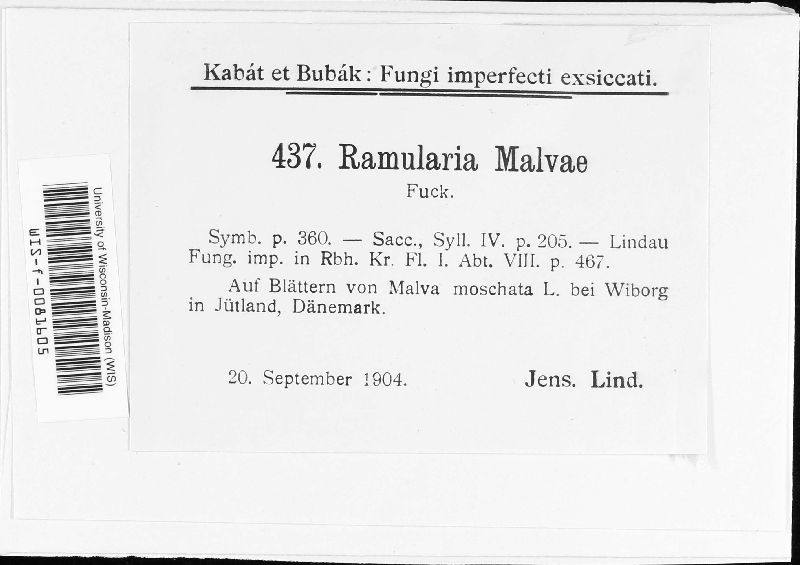 Kabát et Bubák: Fungi imperfecti exsiccati.
437. Ramularia Malvae
Fuck.
Symb. p. 360. — Sacc., Syll. IV. p. 205. — Lindau
Fung. imp. in Rbh. Kr. Fl. I. Abt. VIII. p. 467.
Auf Blättern von Malva moschata L. bei Wiborg
in Jütland, Dänemark.
20. September 1904.
Jens. Lind.
University of Wisconsin-Madison (WIS)
WIS-f-0081605